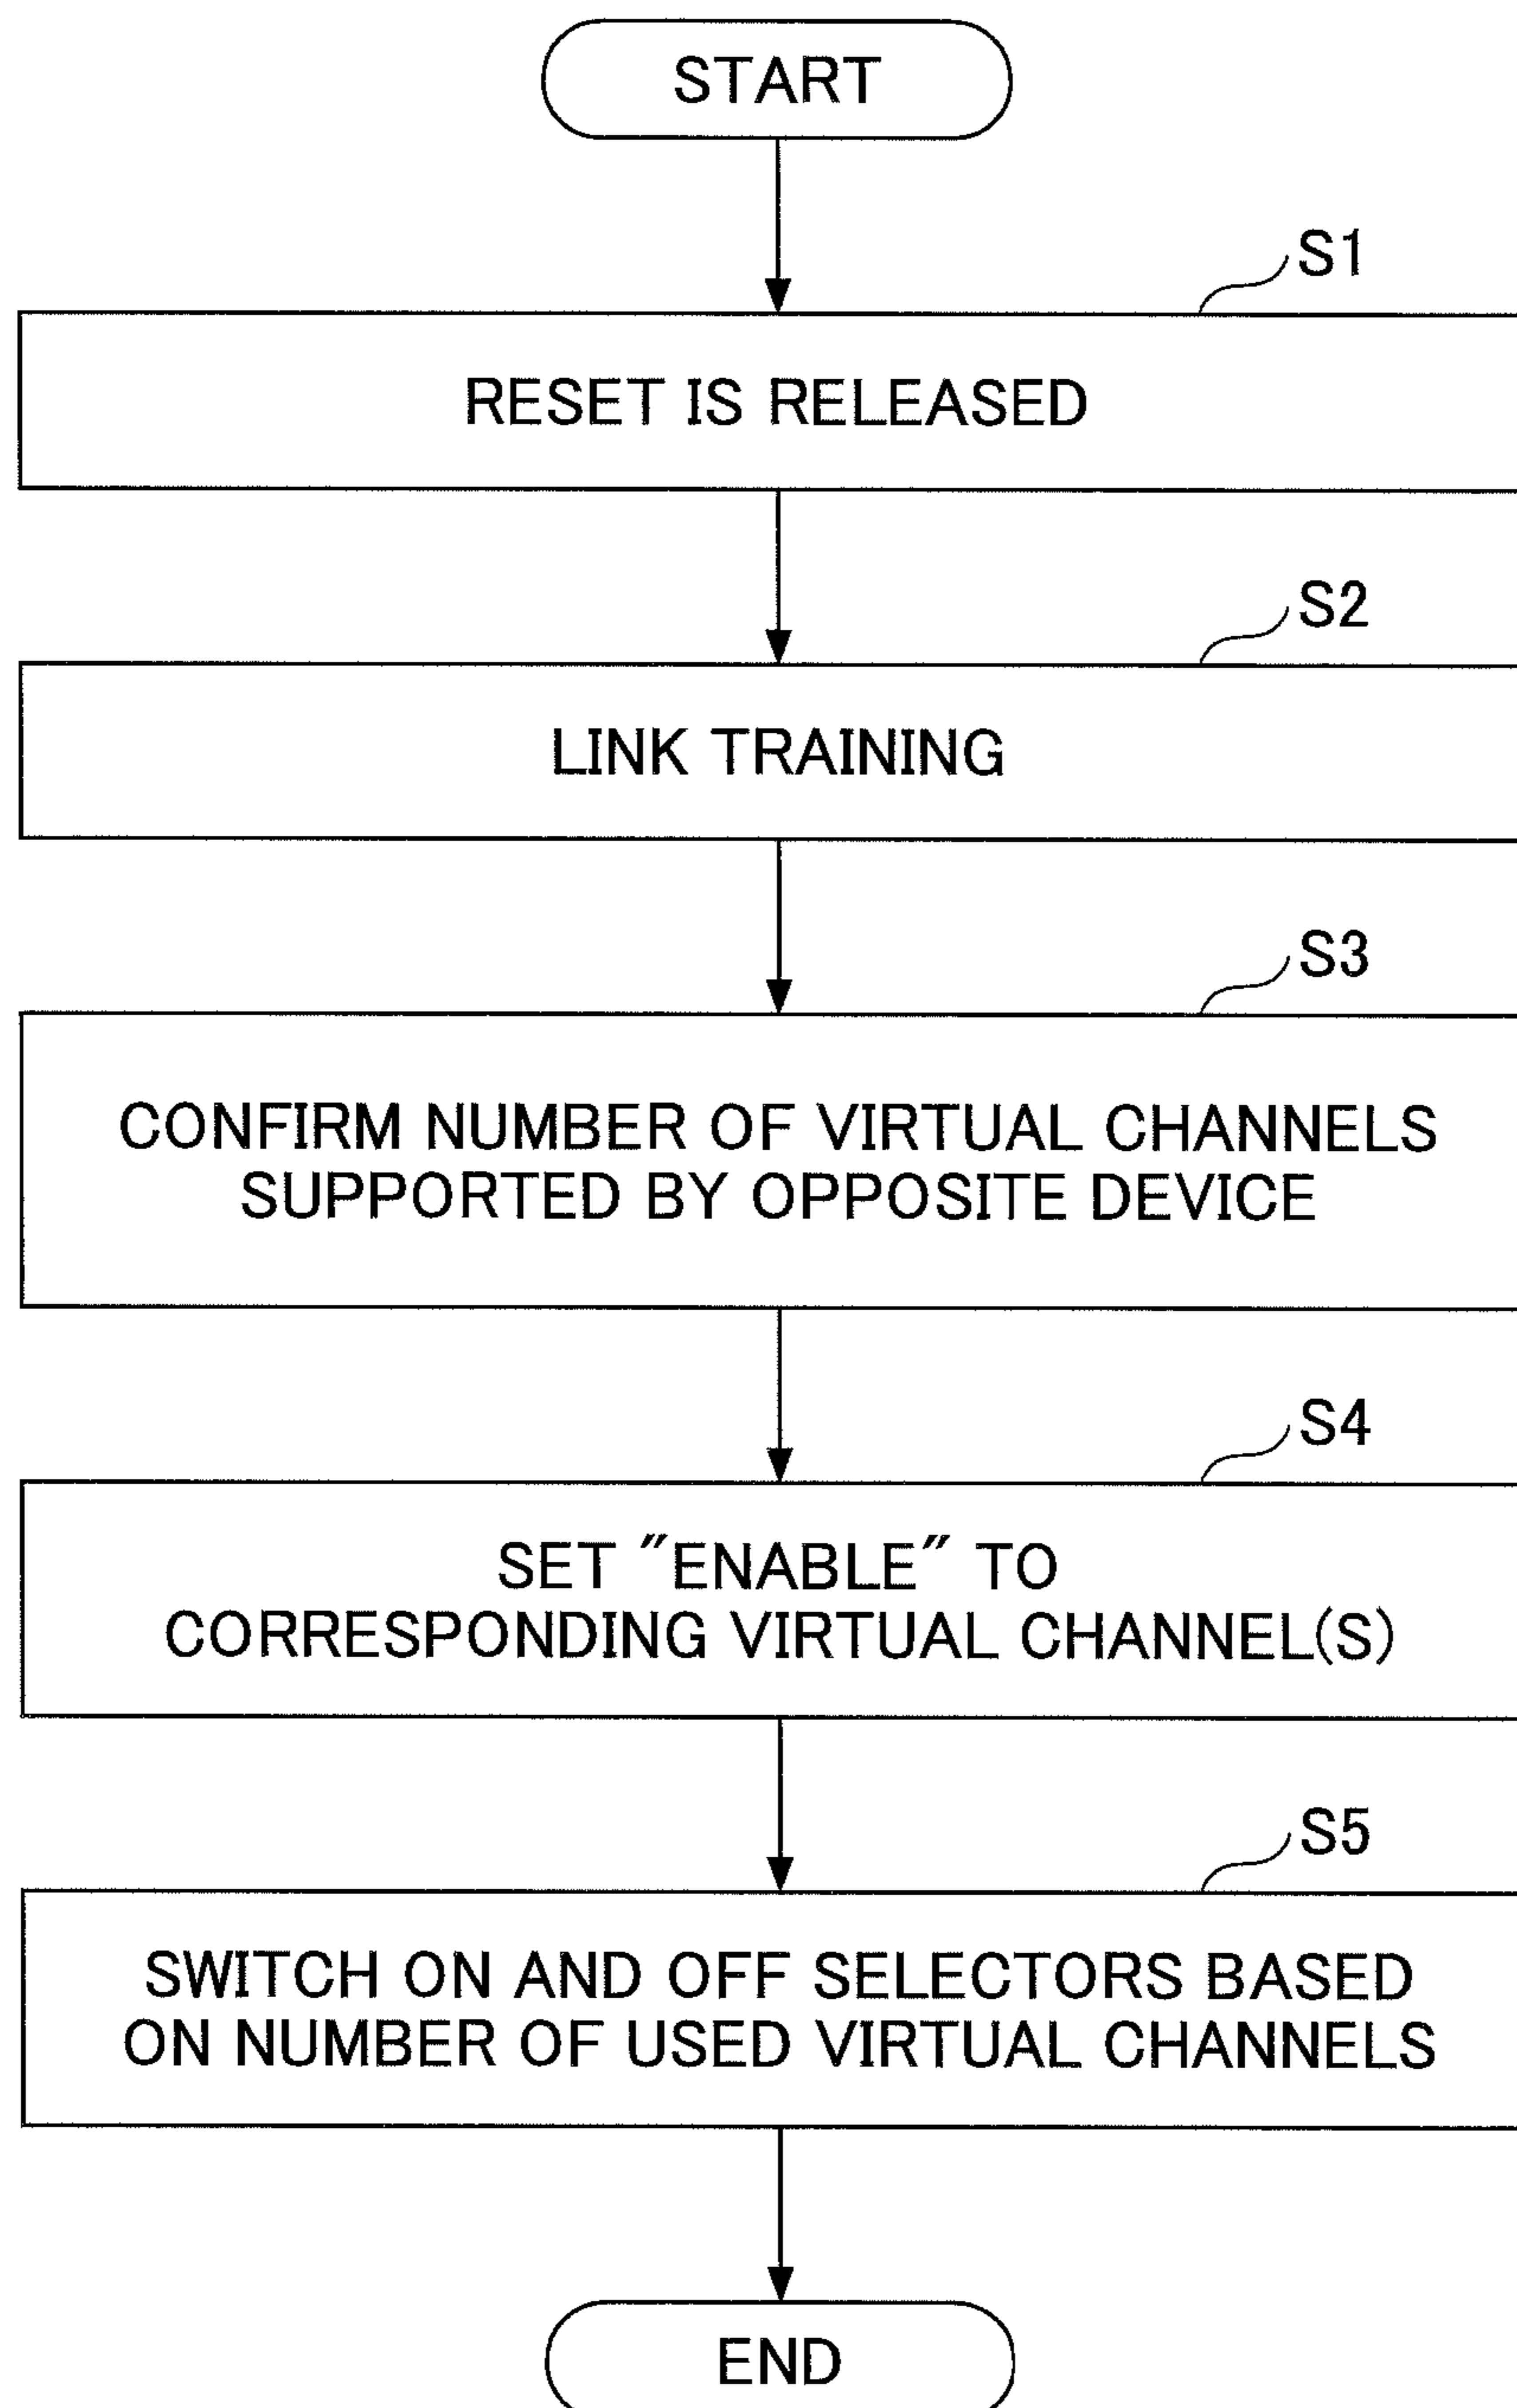 START
S1
RESET IS RELEASED
S2
LINK TRAINING
S3
CONFIRM NUMBER OF VIRTUAL CHANNELS
SUPPORTED BY OPPOSITE DEVICE
S4
SET "ENABLE" TO
CORRESPONDING VIRTUAL CHANNEL(S)
S5
SWITCH ON AND OFF SELECTORS BASED
ON NUMBER OF USED VIRTUAL CHANNELS
END